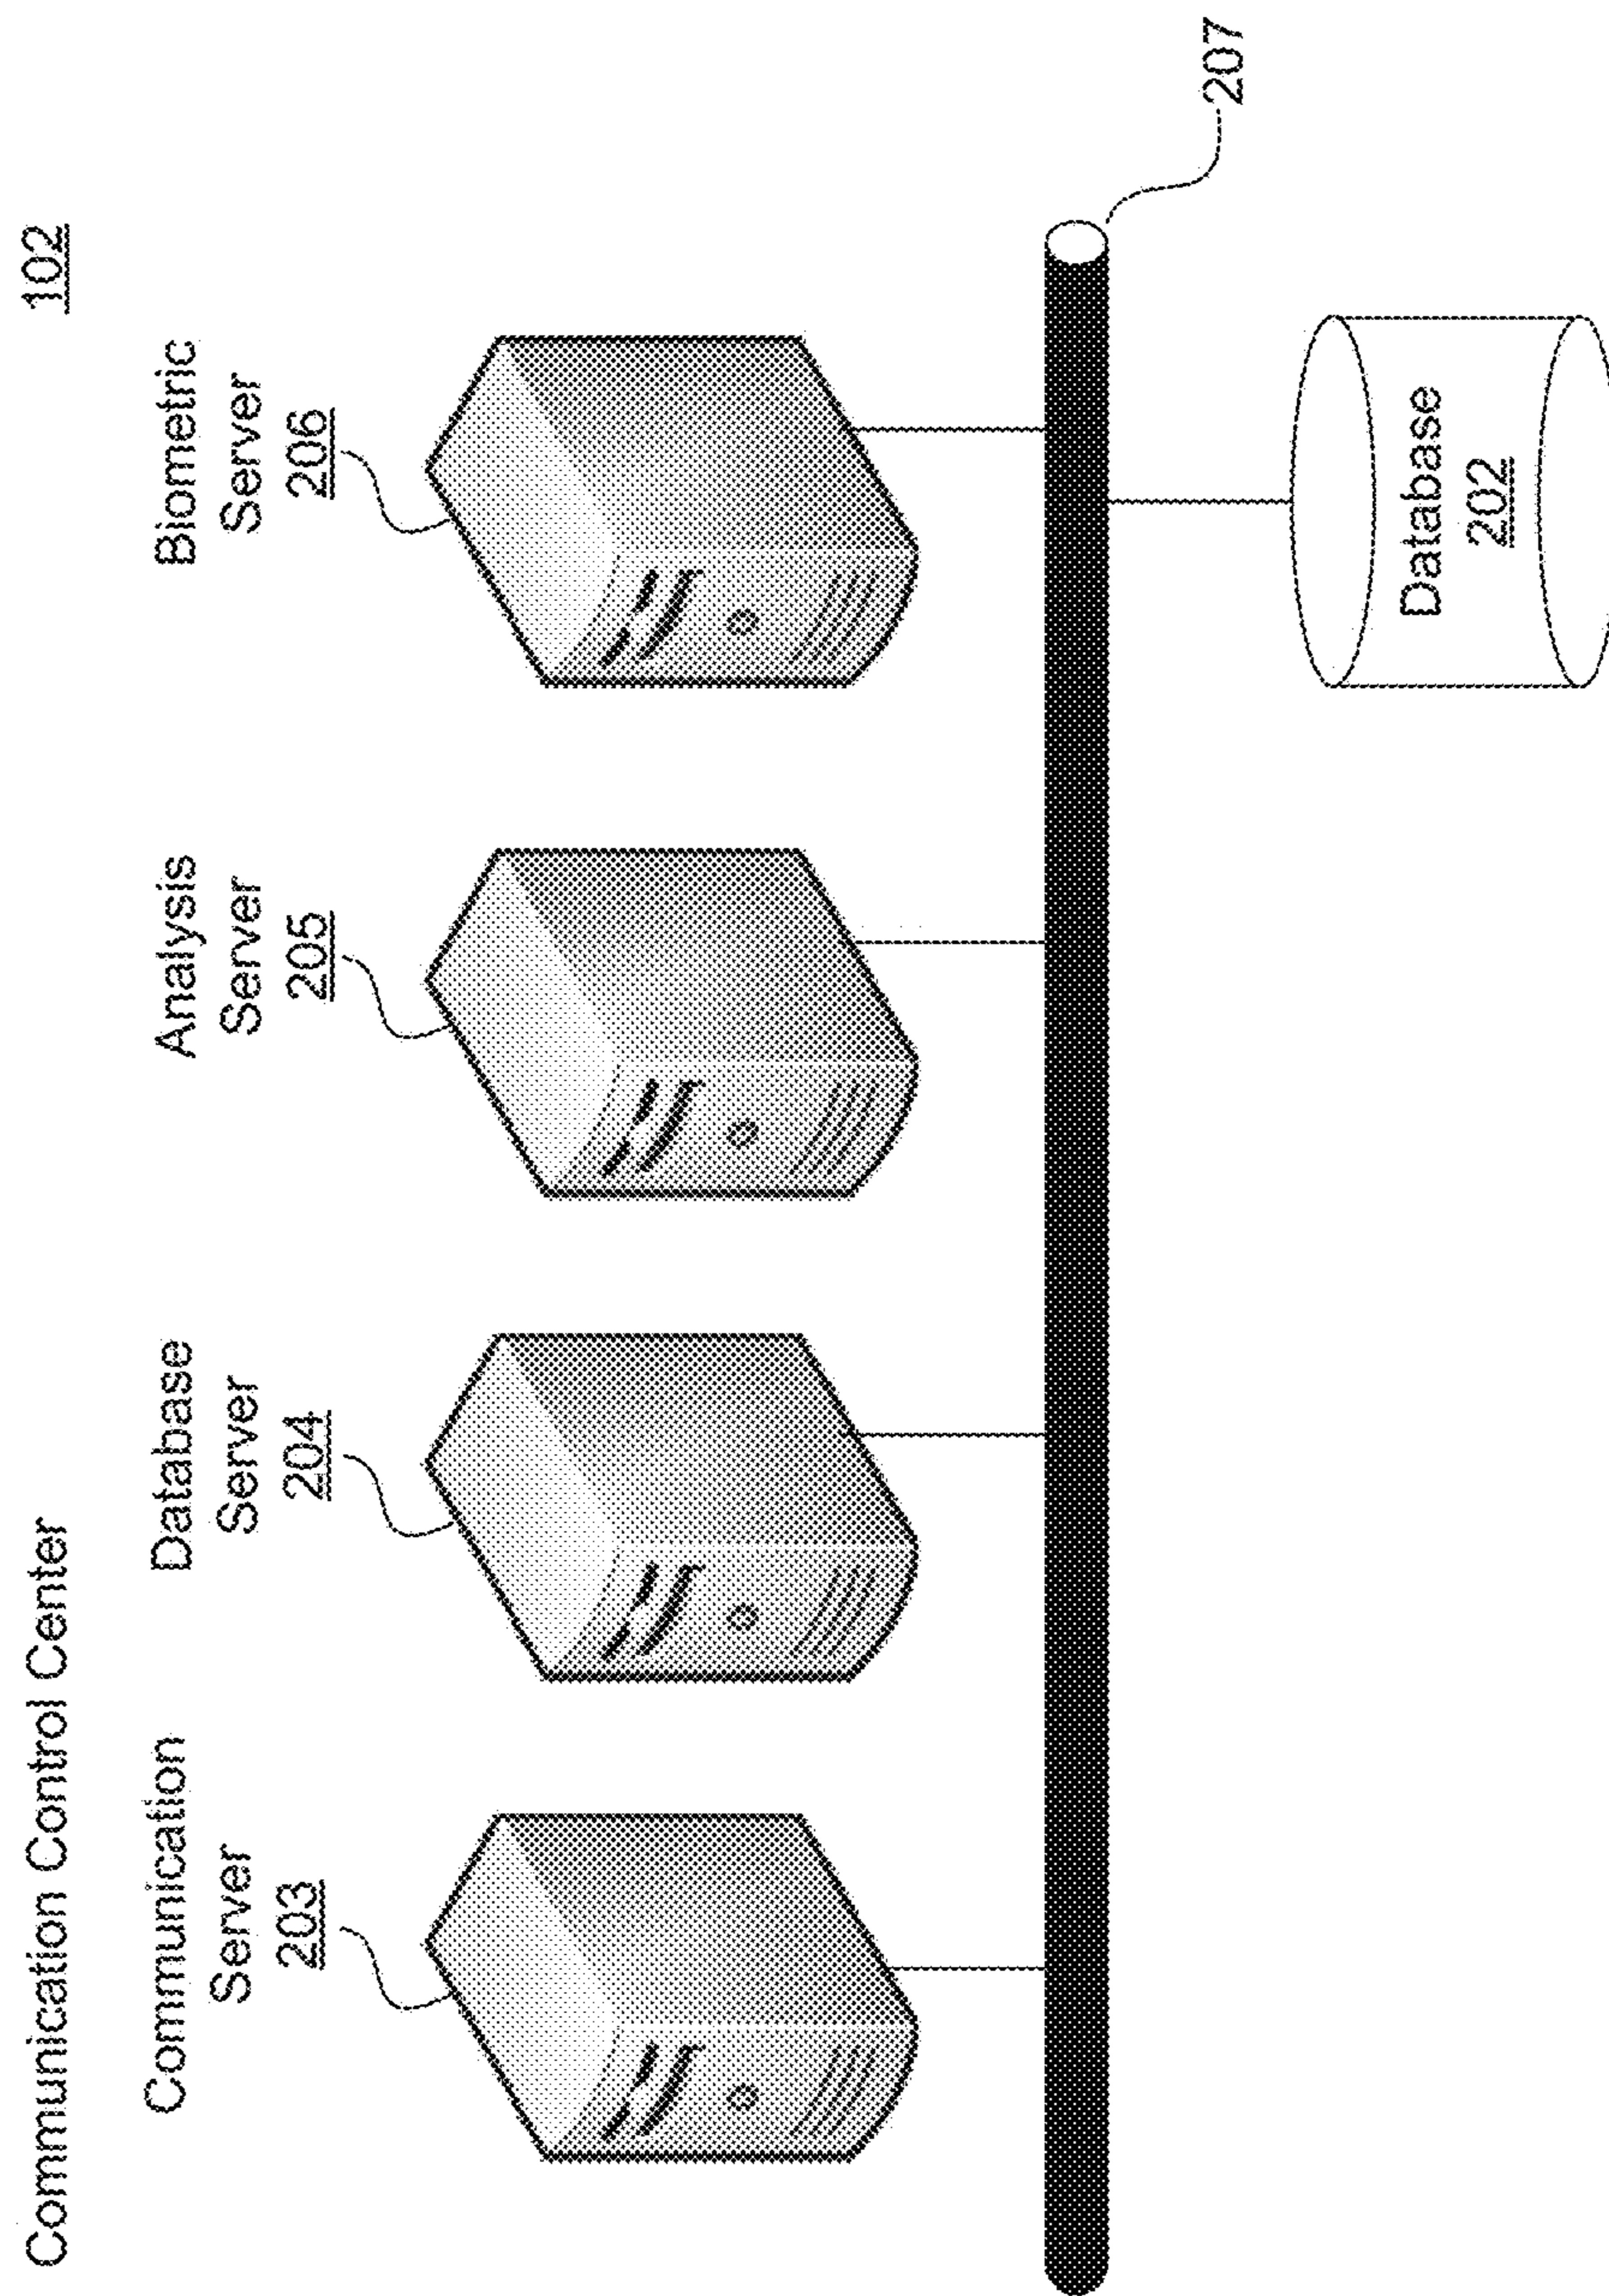 Communication Control Center
102
Communication
Server
203
Database
Server
204
Analysis
Server
205
Biometric
Server
206
207
Database
202